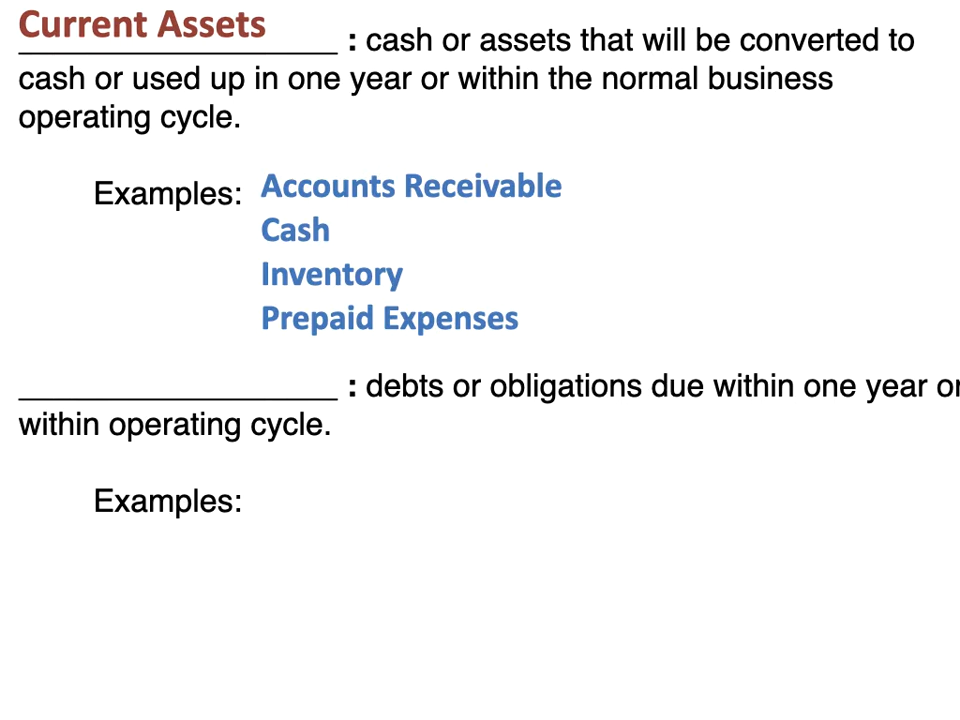 Current Assets : cash or assets that will be converted to
cash or used up in one year or within the normal business
operating cycle.
Examples: Accounts Receivable
Cash
Inventory
Prepaid Expenses
____________________ : debts or obligations due within one year or
within operating cycle.
Examples: